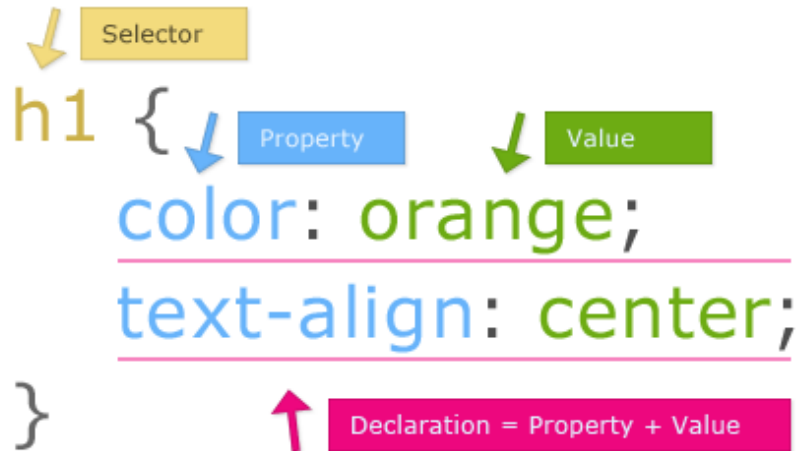 Selector
h1 {
Property
Value
color: orange;
text-align: center;
}
Declaration = Property + Value